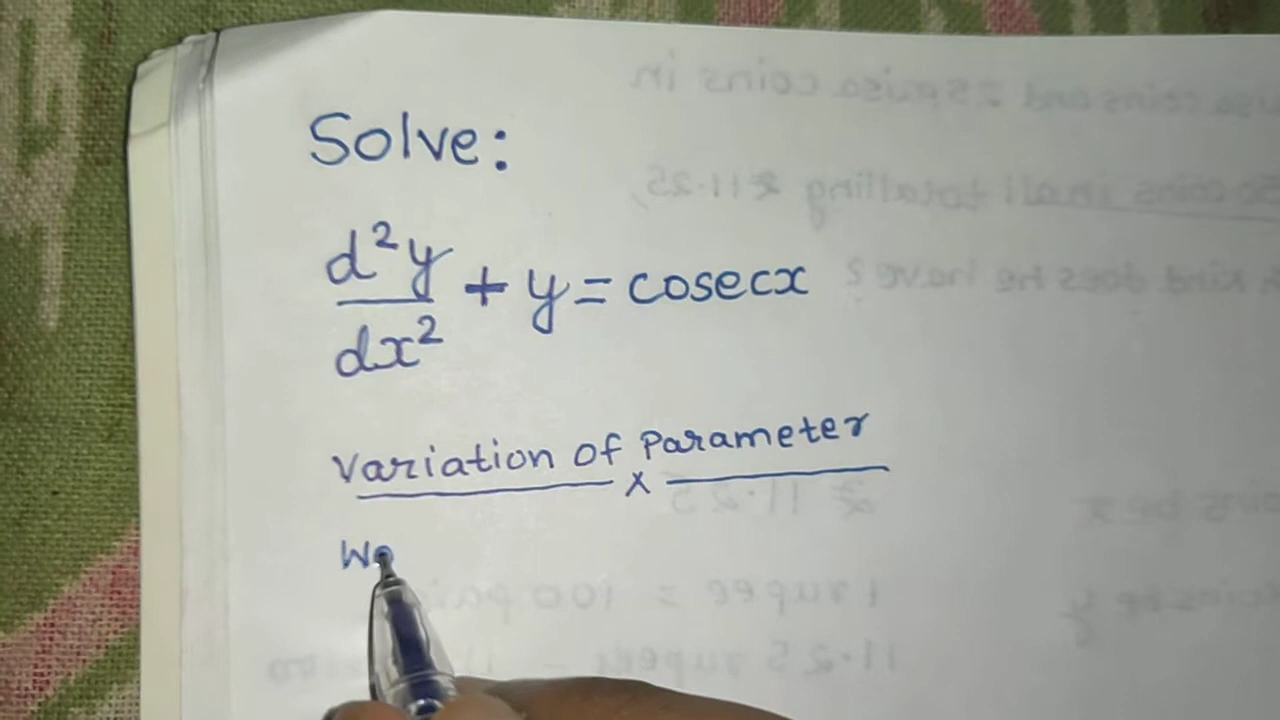 Solve:
d²y/dx² + y = cosecx
Variation of Parameter
x
We